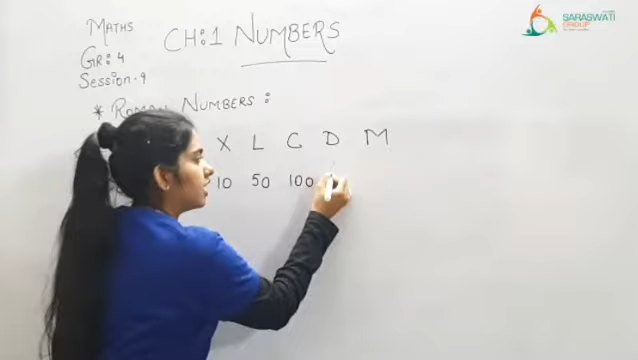 MATHS
CH:1 NUMBERS
GR:4
Session-9
SARASWATI
GROUP
* ROMAN NUMBERS:
X L C D M
10 50 100